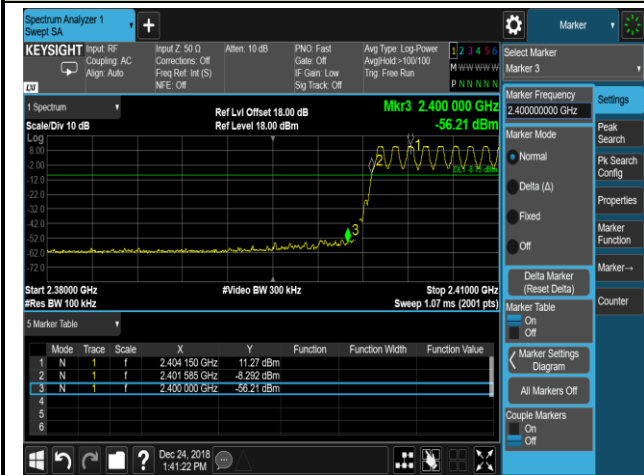 Spectrum Analyzer 1
Swept SA
+
Marker
KEYSIGHT Input: RF Input Z: 50 Ω Atten: 10 dB PNO: Fast Avg Type: Log-Power 1 2 3 4 5 6
Coupling: AC Corrections: Off Gate: Off Avg|Hold:>100/100 M W W W W W
Align: Auto Freq Ref: Int (S) IF Gain: Low Trig: Free Run
NFE: Off Sig Track: Off P N N N N N
LXI
Select Marker
Marker 3
1 Spectrum
Ref Lvl Offset 18.00 dB Mkr3 2.400 000 GHz
Scale/Div 10 dB Ref Level 18.00 dBm -56.21 dBm
Log
8.00
-2.00
-12.0
-22.0
-32.0
-42.0
-52.0
-62.0
-72.0
1
2
3
Start 2.38000 GHz #Video BW 300 kHz Stop 2.41000 GHz
#Res BW 100 kHz Sweep 1.07 ms (2001 pts)
5 Marker Table
Mode Trace Scale X Y Function Function Width Function Value
1 N 1 f 2.404 150 GHz 11.27 dBm
2 N 1 f 2.401 585 GHz -8.292 dBm
3 N 1 f 2.400 000 GHz -56.21 dBm
4
5
6
Marker Frequency
2.400000000 GHz
Marker Mode
Normal
Delta (Δ)
Fixed
Off
Delta Marker
(Reset Delta)
Marker Table
On
Off
Marker Settings
Diagram
All Markers Off
Couple Markers
On
Off
Settings
Peak
Search
Pk Search
Config
Properties
Marker
Function
Marker→
Counter
? Dec 24, 2018
1:41:22 PM